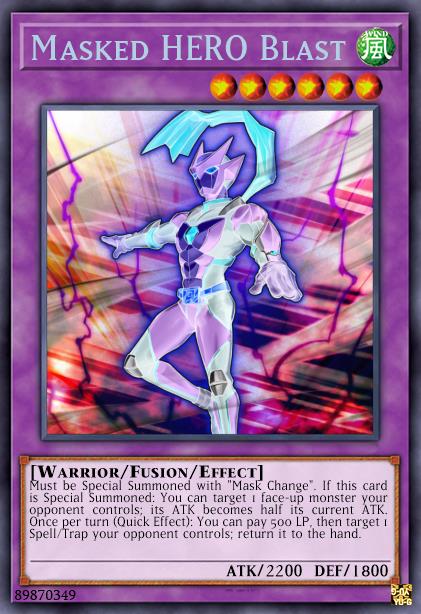 Masked HERO Blast
WIND
風
[Warrior/Fusion/Effect]
Must be Special Summoned with "Mask Change". If this card
is Special Summoned: You can target 1 face-up monster your
opponent controls; its ATK becomes half its current ATK.
Once per turn (Quick Effect): You can pay 500 LP, then target 1
Spell/Trap your opponent controls; return it to the hand.
ATK/2200 DEF/1800
89870349